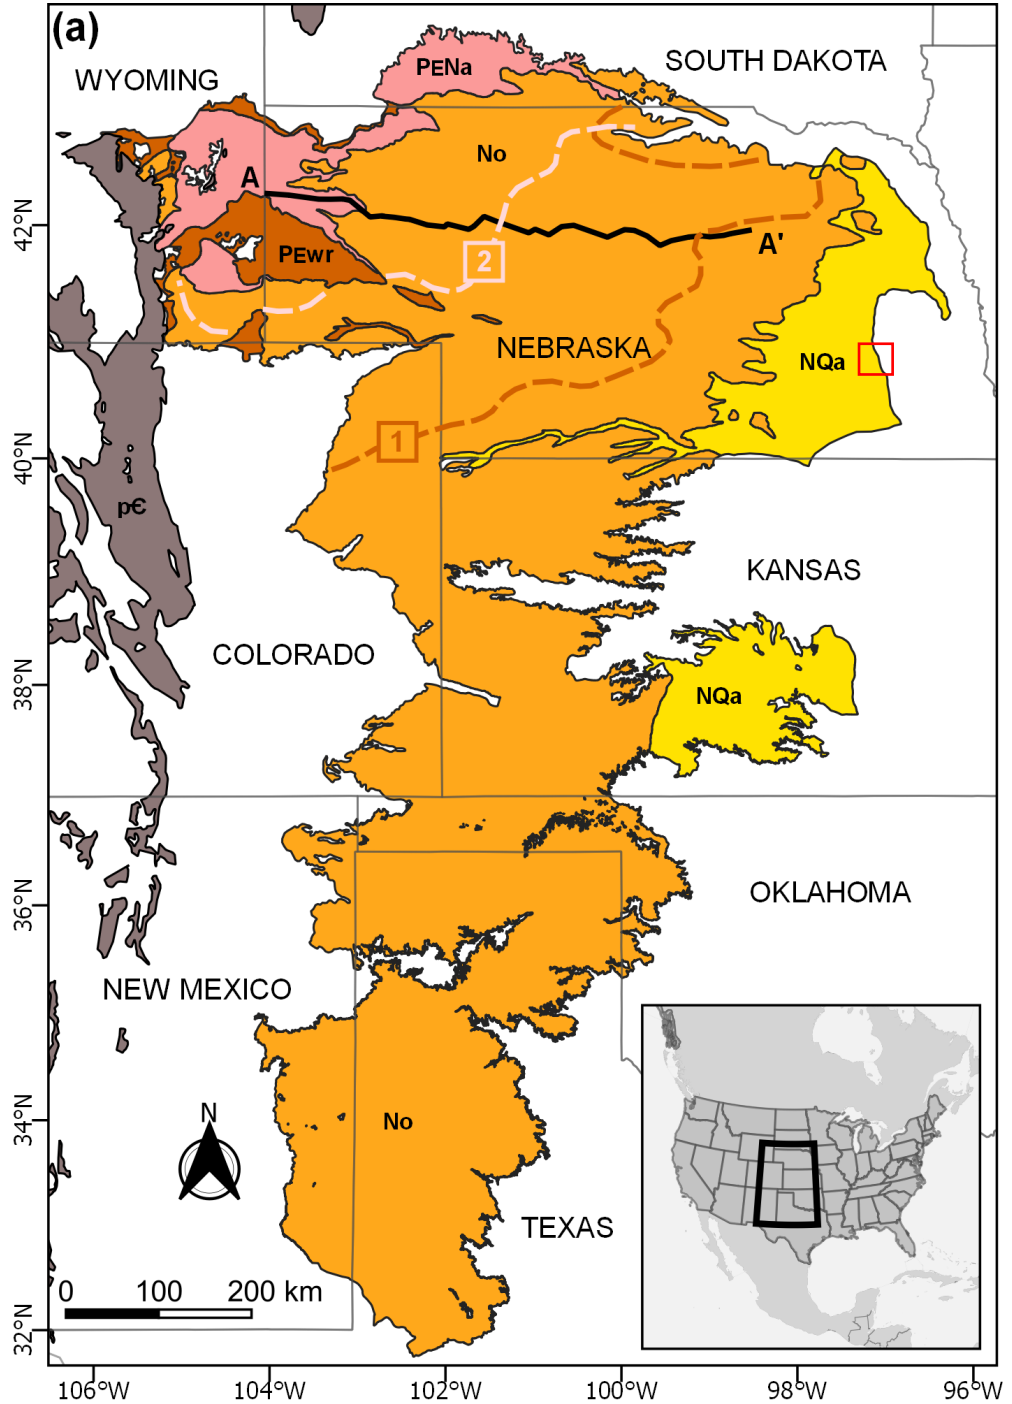 (a)
WYOMING
PENa
SOUTH DAKOTA
No
A
A'
PEwr
2
NEBRASKA
NQa
1
p€
KANSAS
COLORADO
NQa
OKLAHOMA
NEW MEXICO
N
No
TEXAS
0 100 200 km
42°N
40°N
38°N
36°N
34°N
32°N
106°W 104°W 102°W 100°W 98°W 96°W